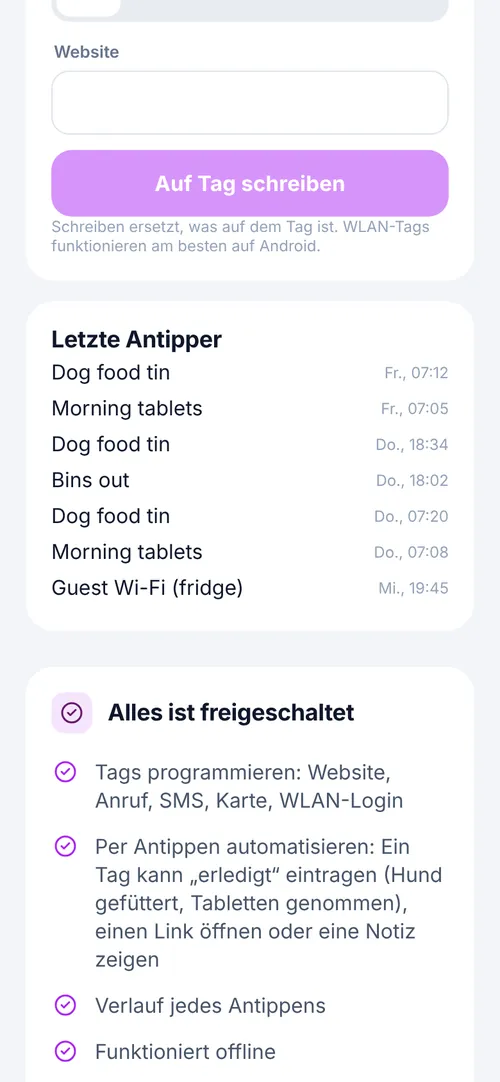 Website
Auf Tag schreiben
Schreiben ersetzt, was auf dem Tag ist. WLAN-Tags
funktionieren am besten auf Android.
Letzte Antipper
Dog food tin Fr., 07:12
Morning tablets Fr., 07:05
Dog food tin Do., 18:34
Bins out Do., 18:02
Dog food tin Do., 07:20
Morning tablets Do., 07:08
Guest Wi-Fi (fridge) Mi., 19:45
Alles ist freigeschaltet
Tags programmieren: Website,
Anruf, SMS, Karte, WLAN-Login
Per Antippen automatisieren: Ein
Tag kann „erledigt“ eintragen (Hund
gefüttert, Tabletten genommen),
einen Link öffnen oder eine Notiz
zeigen
Verlauf jedes Antippens
Funktioniert offline